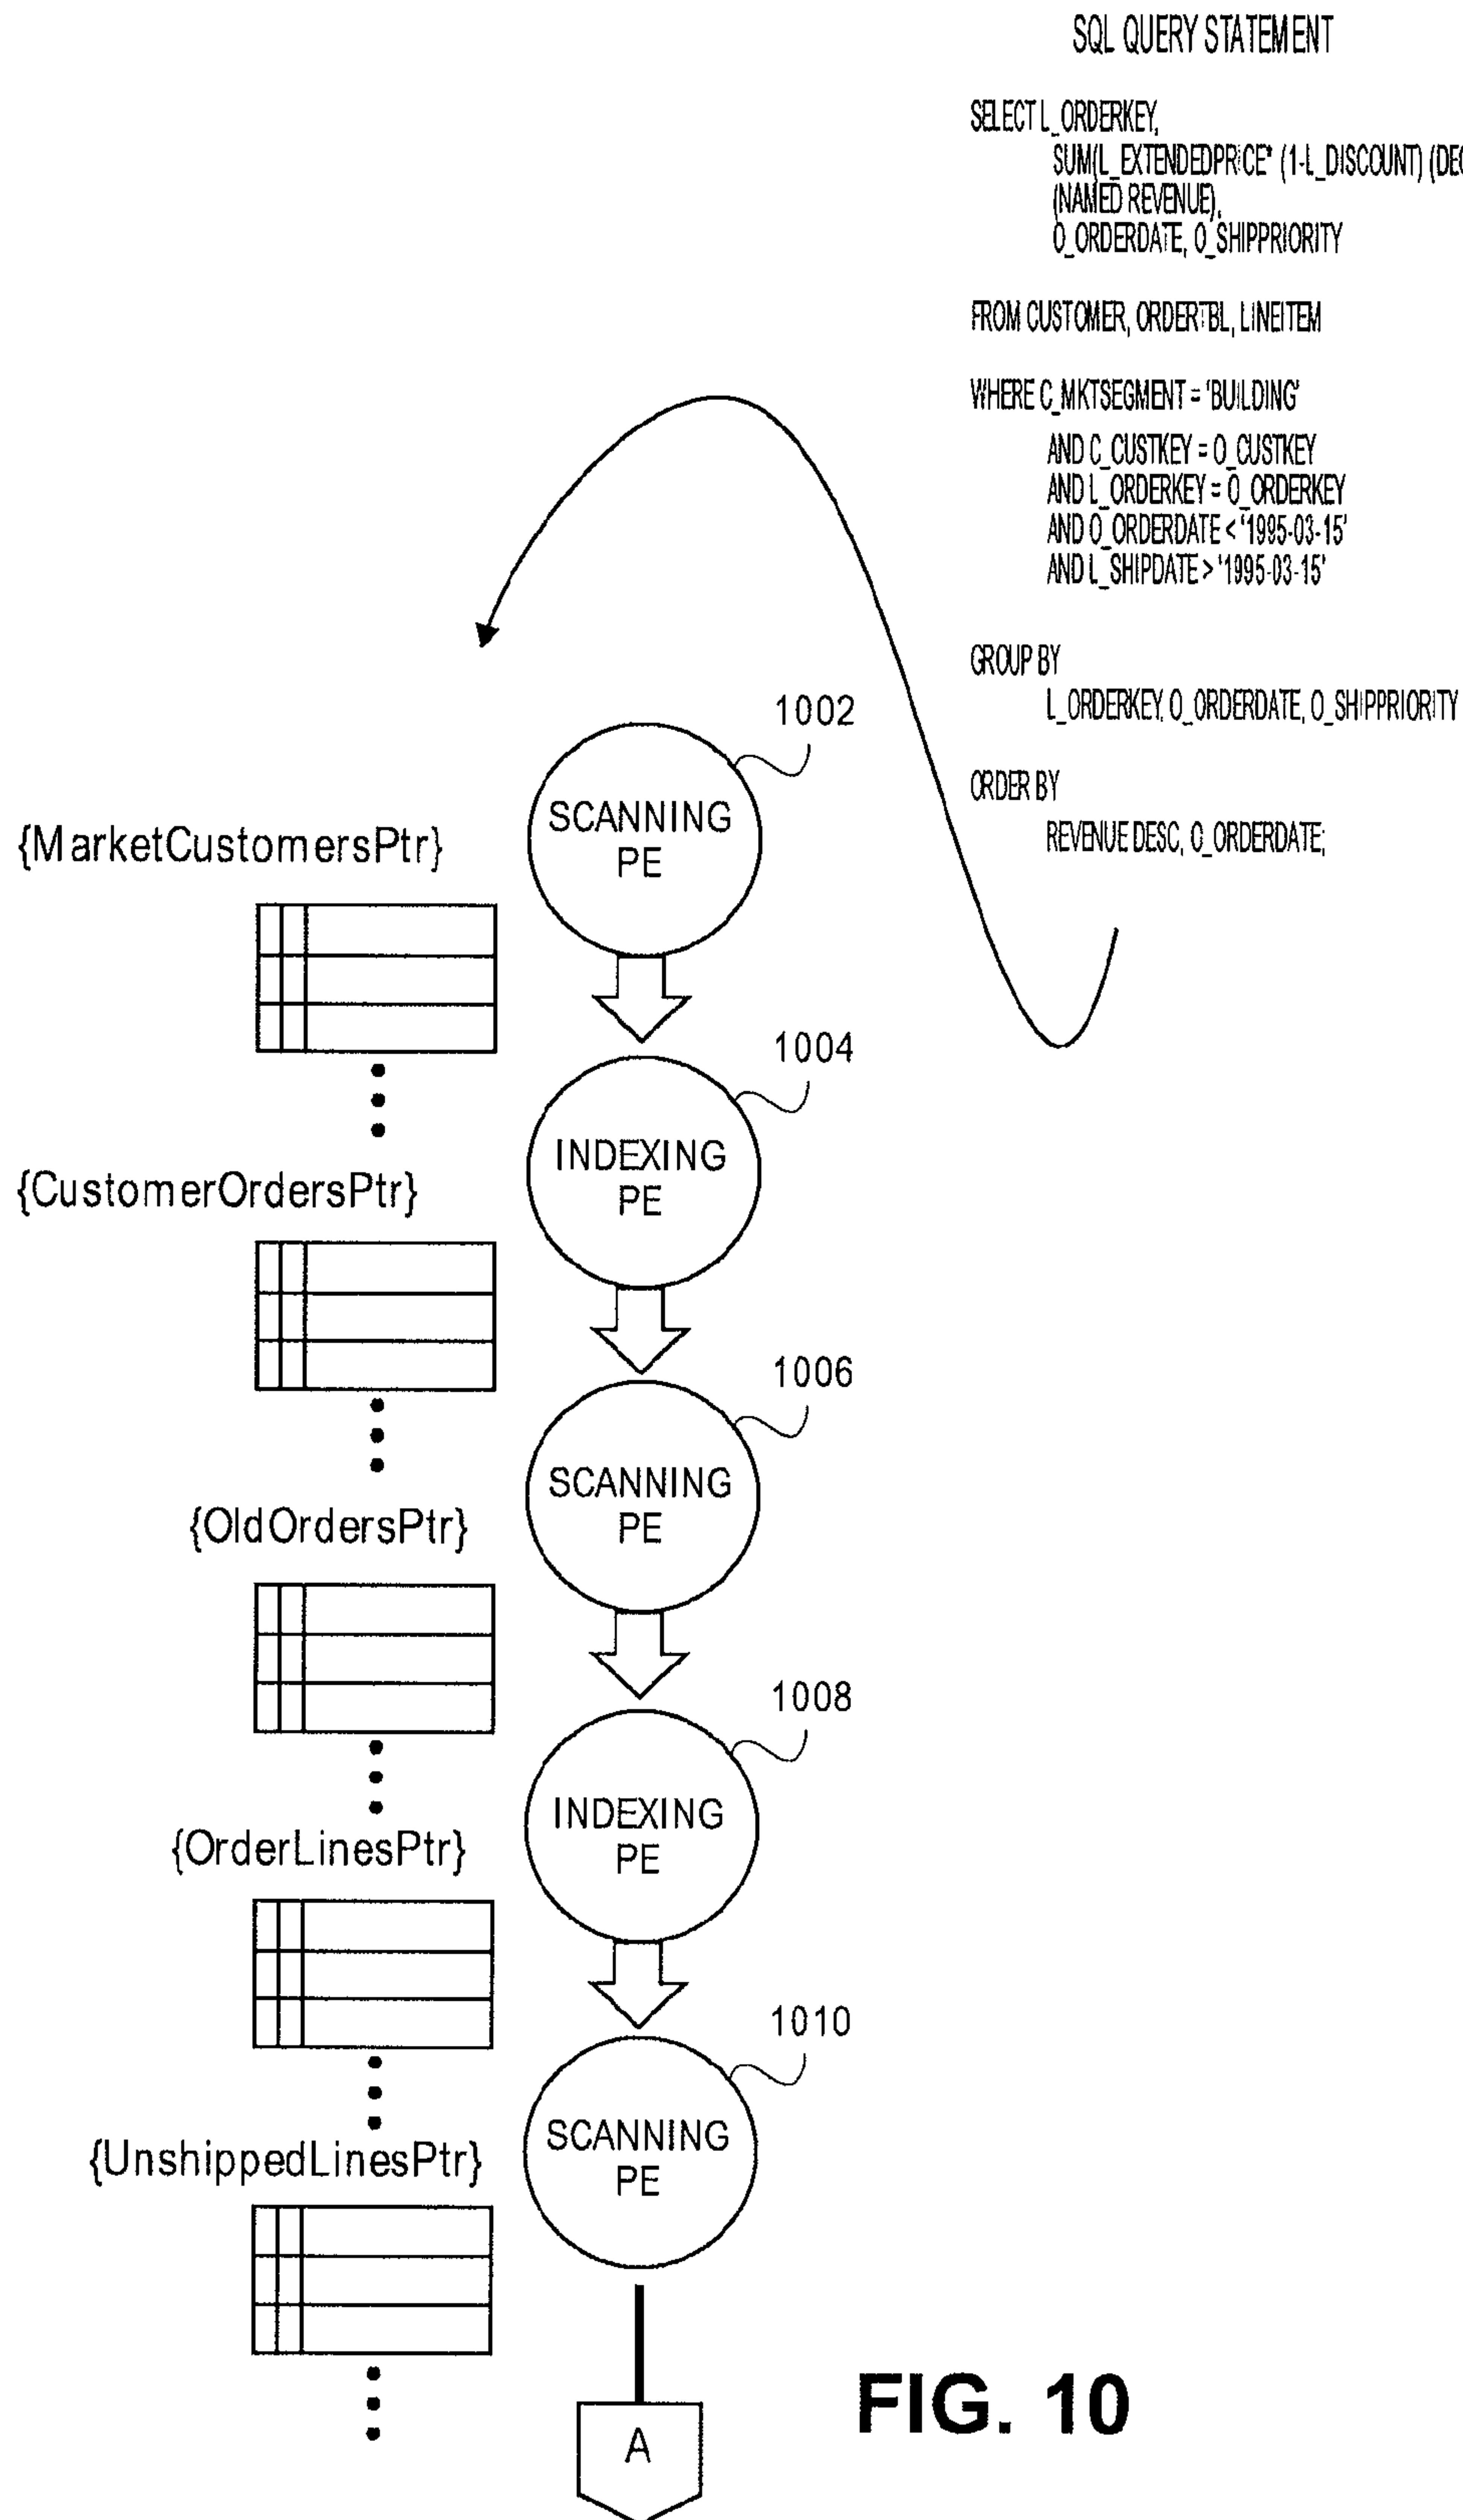 SQL QUERY STATEMENT
SELECT L_ORDERKEY,
SUM(L_EXTENDEDPRICE* (1-L_DISCOUNT) (DEC
(NAMED REVENUE),
O_ORDERDATE, O_SHIPPRIORITY
FROM CUSTOMER, ORDERTBL, LINEITEM
WHERE C_MKTSEGMENT = 'BUILDING'
AND C_CUSTKEY = O_CUSTKEY
AND L_ORDERKEY = O_ORDERKEY
AND O_ORDERDATE < '1995-03-15'
AND L_SHIPDATE > '1995-03-15'
GROUP BY
L_ORDERKEY, O_ORDERDATE, O_SHIPPRIORITY
ORDER BY
REVENUE DESC, O_ORDERDATE;
1002
SCANNING
PE
{MarketCustomersPtr}
1004
INDEXING
PE
{CustomerOrdersPtr}
1006
SCANNING
PE
{OldOrdersPtr}
1008
INDEXING
PE
{OrderLinesPtr}
1010
SCANNING
PE
{UnshippedLinesPtr}
A
FIG. 10